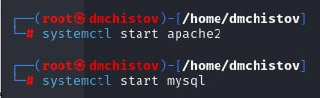 ┌──(root㉿dmchistov)-[/home/dmchistov]
└─# systemctl start apache2
┌──(root㉿dmchistov)-[/home/dmchistov]
└─# systemctl start mysql